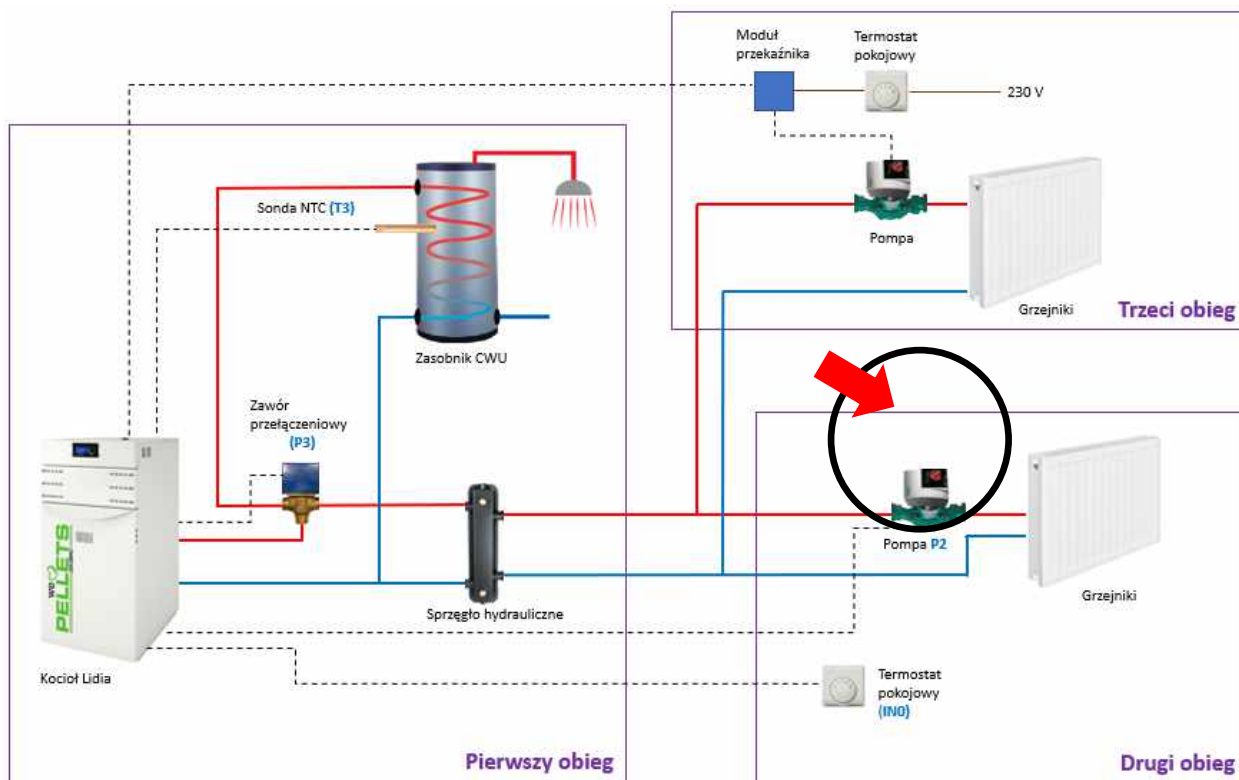 Moduł
przekaźnika
Termostat
pokojowy
230 V
Sonda NTC (T3)
Pompa
Grzejniki
Trzeci obieg
Zasobnik CWU
Zawór
przełączeniowy
(P3)
PELLETS
we
Pompa P2
Grzejniki
Sprzęgło hydrauliczne
Kocioł Lidia
Termostat
pokojowy
(IN0)
Pierwszy obieg
Drugi obieg